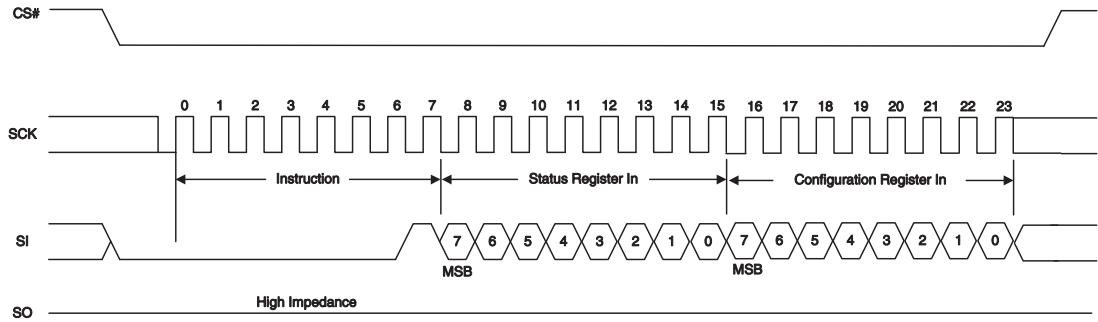 CS#
0 1 2 3 4 5 6 7 8 9 10 11 12 13 14 15 16 17 18 19 20 21 22 23
SCK
Instruction Status Register In Configuration Register In
SI 7 6 5 4 3 2 1 0 7 6 5 4 3 2 1 0
MSB MSB
High Impedance
SO